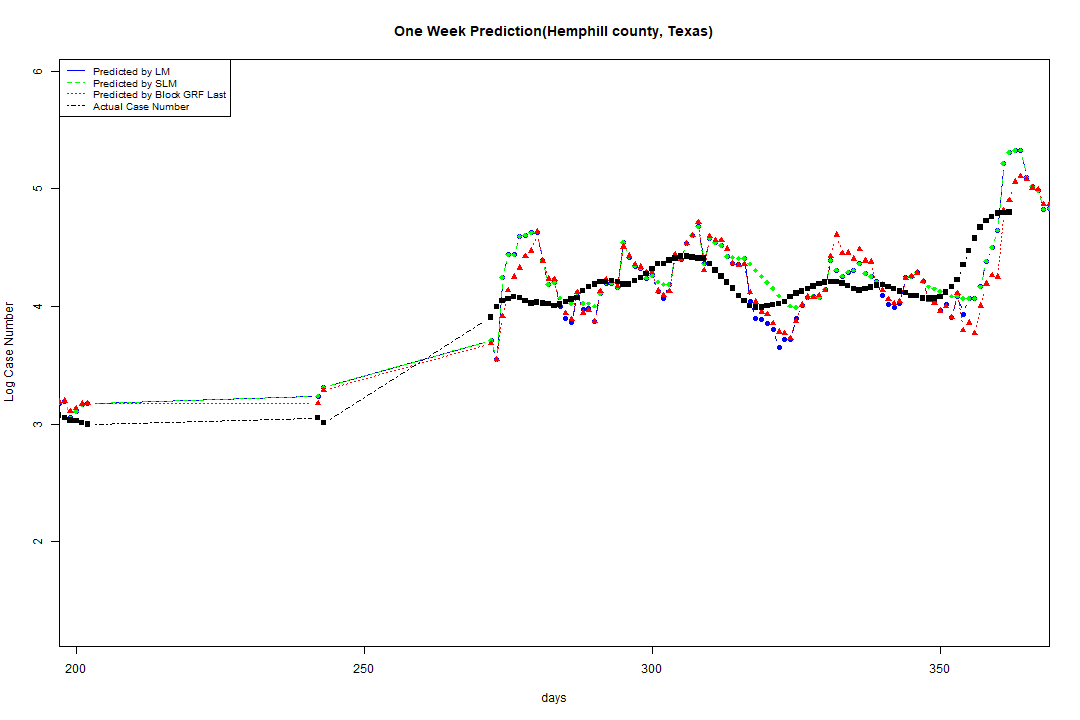 One Week Prediction(Hemphill county, Texas)
Predicted by LM
Predicted by SLM
Predicted by Block GRF Last
Actual Case Number
6
5
4
3
2
Log Case Number
200 250 300 350
days